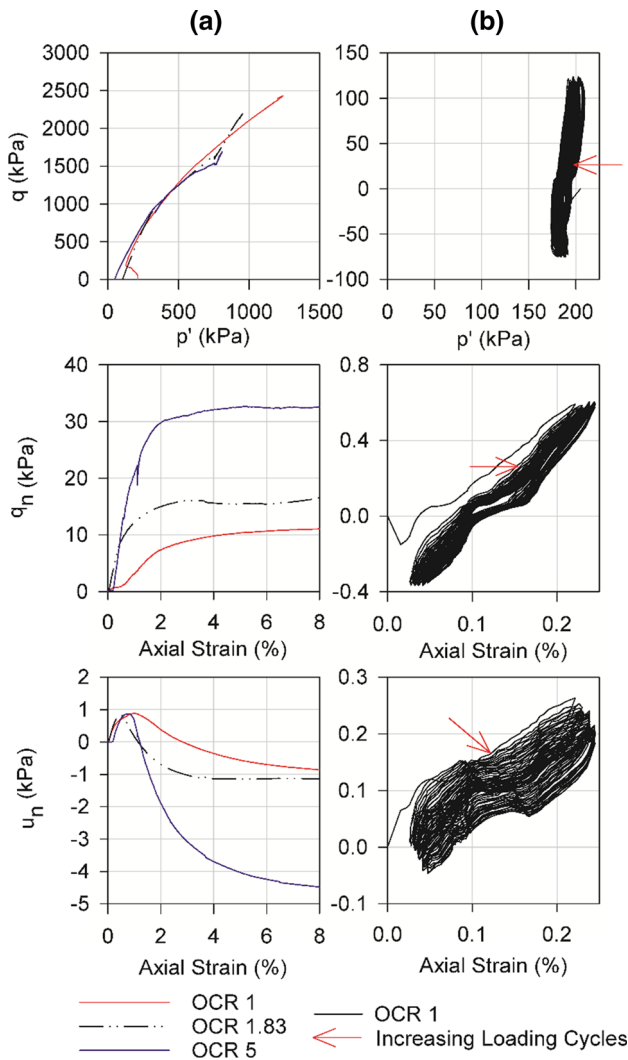 (a) (b)
3000
2500
2000
1500
1000
500
0
q (kPa)
0 500 1000 1500
p' (kPa)
150
100
50
0
-50
-100
q (kPa)
0 50 100 150 200
p' (kPa)
40
30
20
10
0
qn (kPa)
0 2 4 6 8
Axial Strain (%)
0.8
0.4
0.0
-0.4
qn (kPa)
0.0 0.1 0.2
Axial Strain (%)
2
1
0
-1
-2
-3
-4
-5
un (kPa)
0 2 4 6 8
Axial Strain (%)
0.3
0.2
0.1
0.0
-0.1
un (kPa)
0.0 0.1 0.2
Axial Strain (%)
OCR 1
OCR 1.83
OCR 5
OCR 1
Increasing Loading Cycles